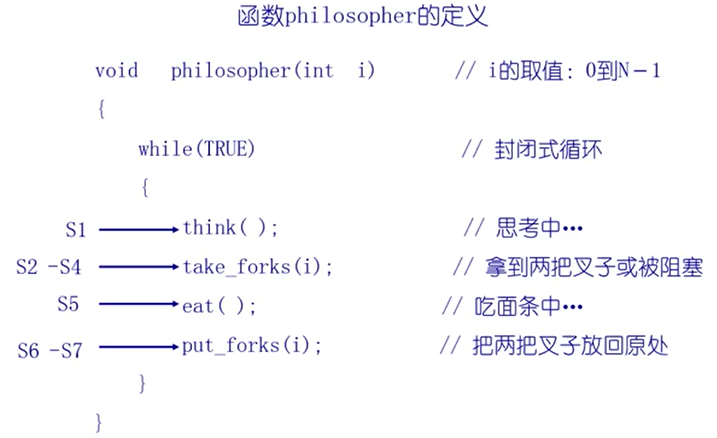 函数philosopher的定义
void philosopher(int i) // i的取值: 0到N-1
{
while(TRUE) // 封闭式循环
{
S1 think( ); // 思考中…
S2 -S4 take_forks(i); // 拿到两把叉子或被阻塞
S5 eat( ); // 吃面条中…
S6 -S7 put_forks(i); // 把两把叉子放回原处
}
}